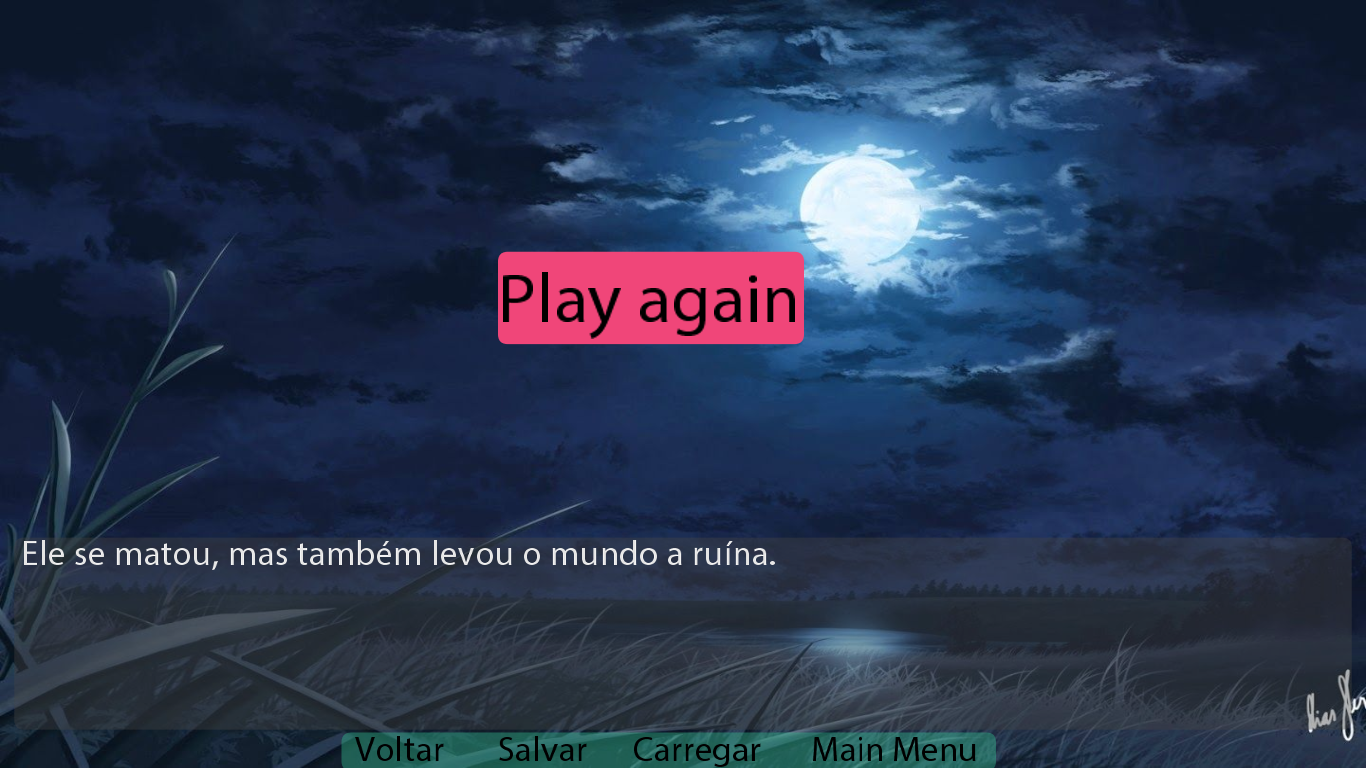 Play again
Ele se matou, mas também levou o mundo a ruína.
Voltar Salvar Carregar Main Menu